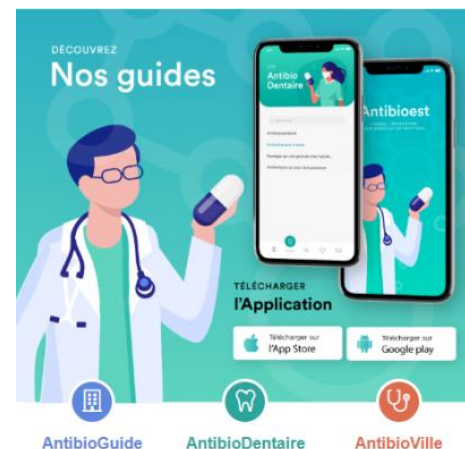 DÉCOUVREZ
Nos guides
Antibio
Dentaire
Antibioest
TÉLÉCHARGER
l'Application
Télécharger sur
l'App Store
Télécharger sur
Google play
AntibioGuide
AntibioDentaire
AntibioVille